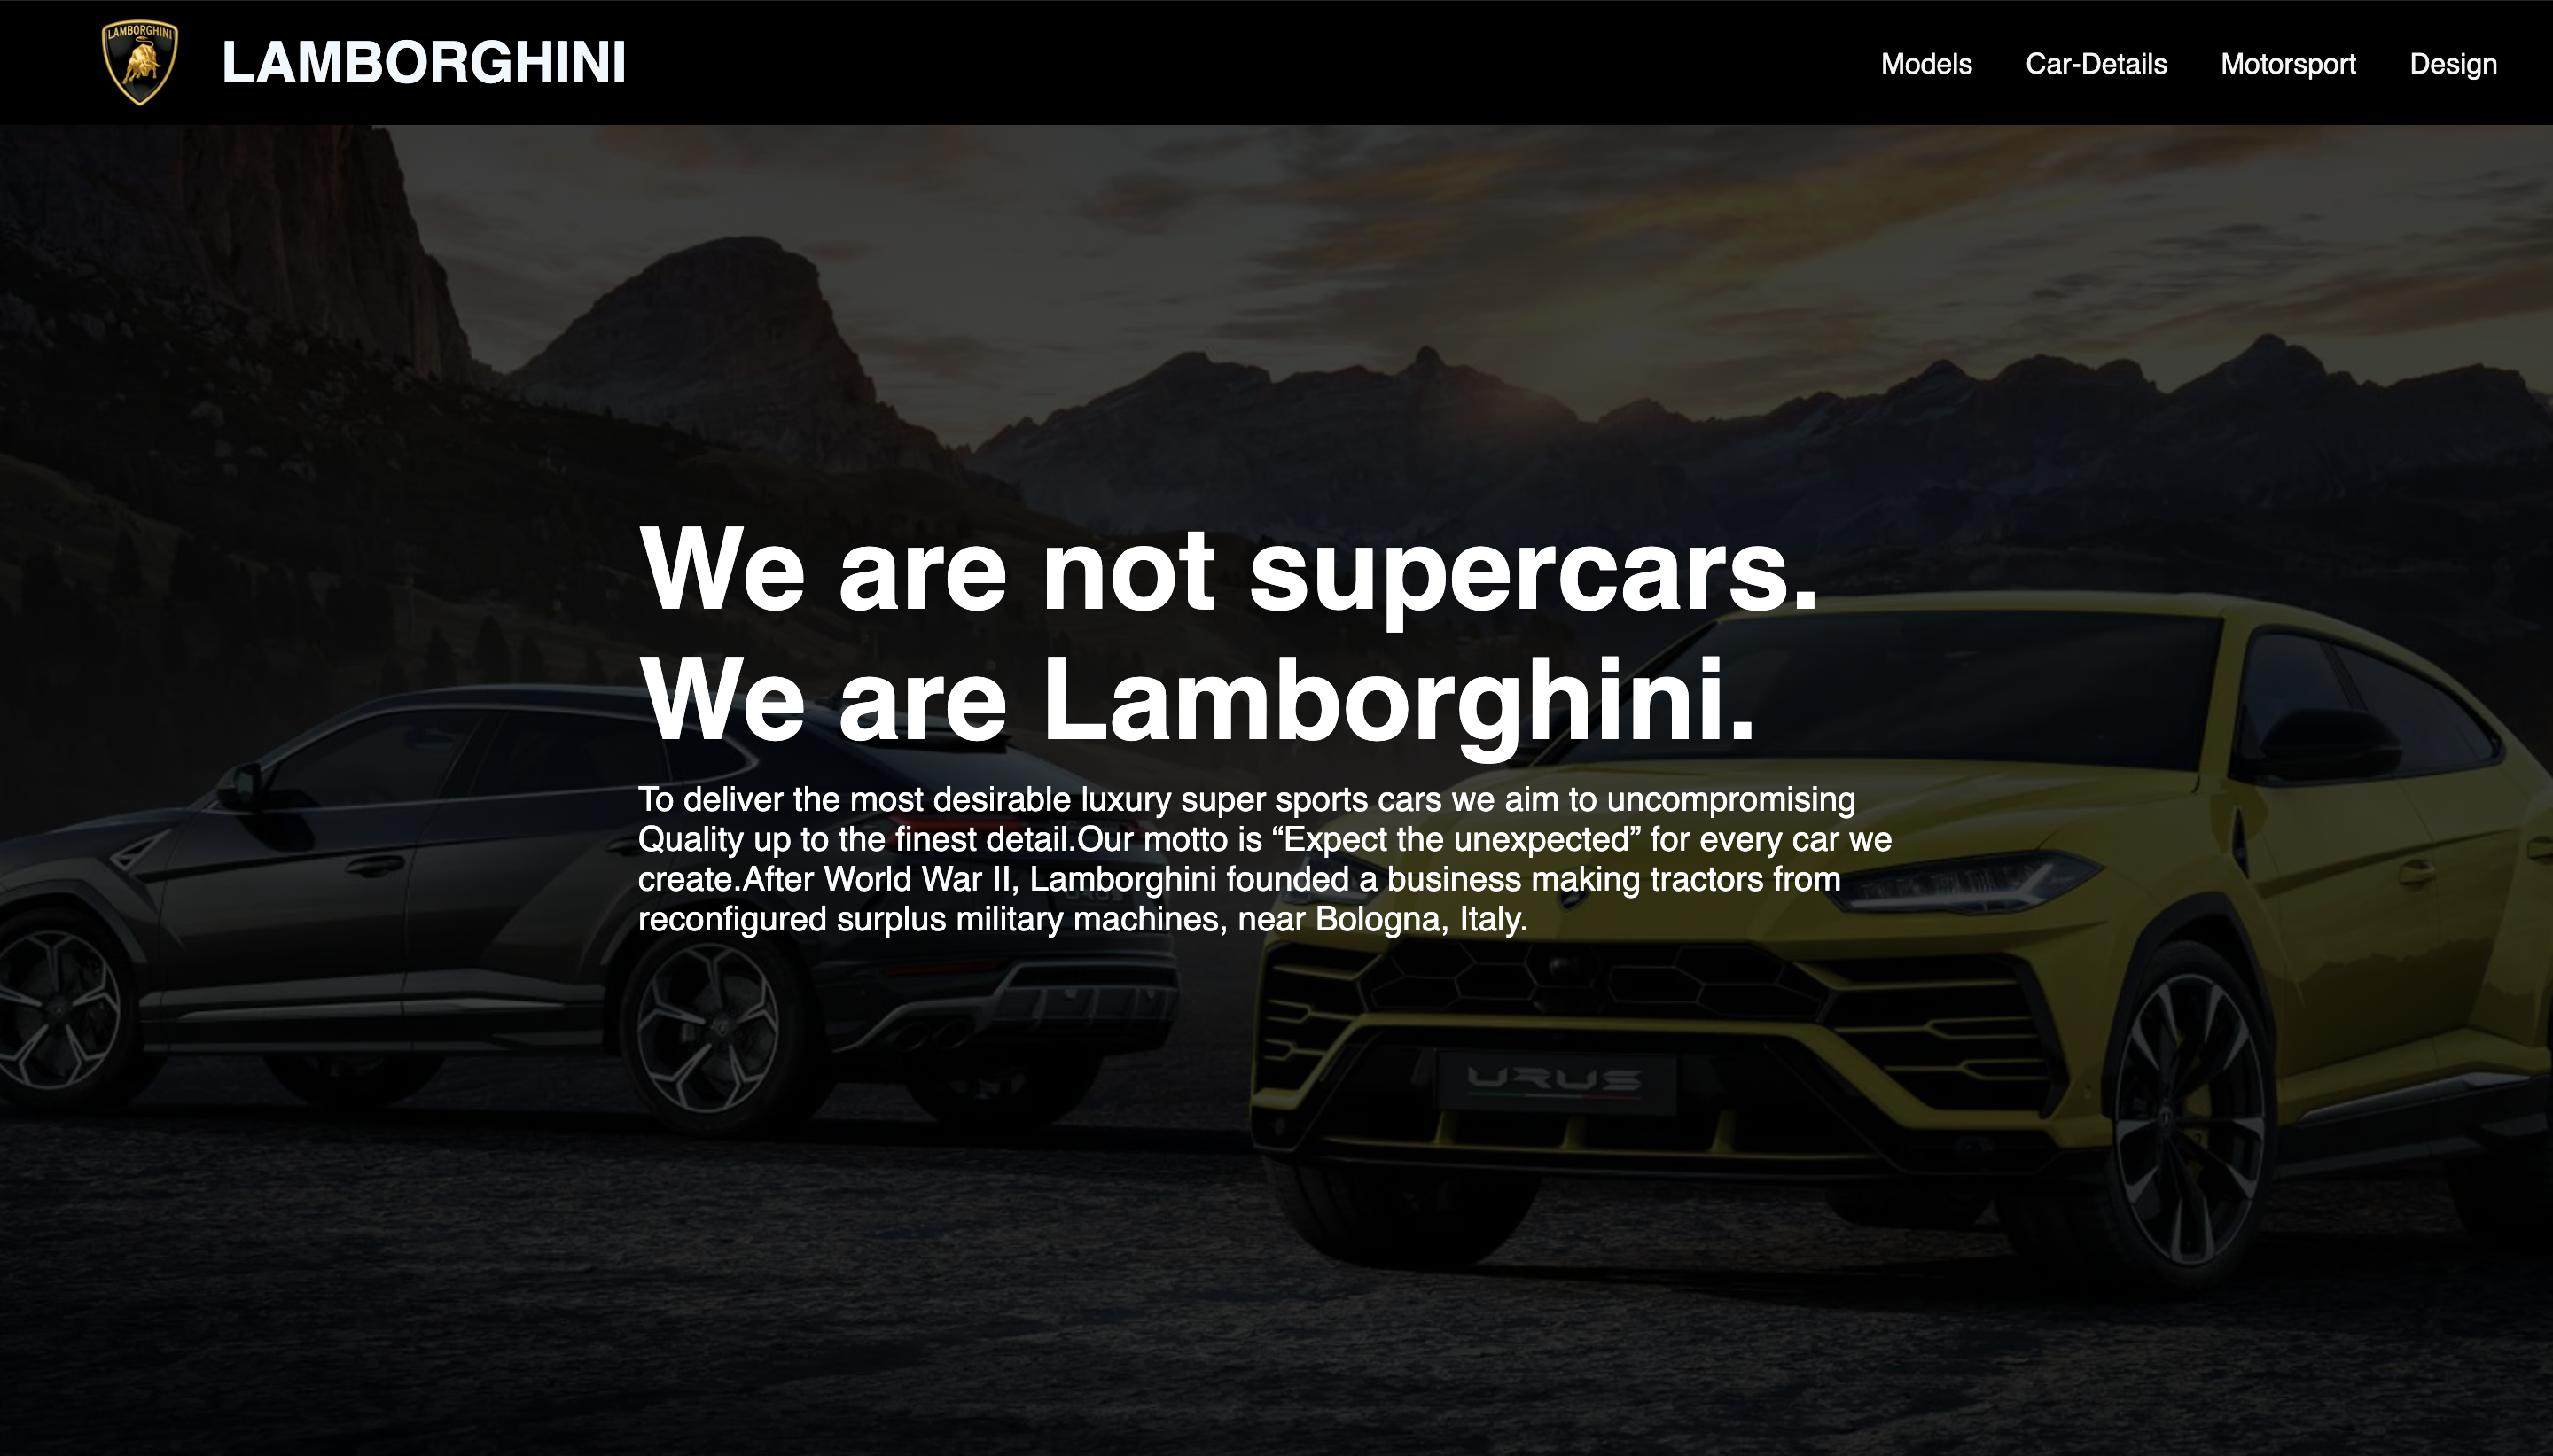 LAMBORGHINI
LAMBORGHINI
Models
Car-Details
Motorsport
Design
We are not supercars.
We are Lamborghini.
To deliver the most desirable luxury super sports cars we aim to uncompromising
Quality up to the finest detail.Our motto is “Expect the unexpected” for every car we
create.After World War II, Lamborghini founded a business making tractors from
reconfigured surplus military machines, near Bologna, Italy.
URUS